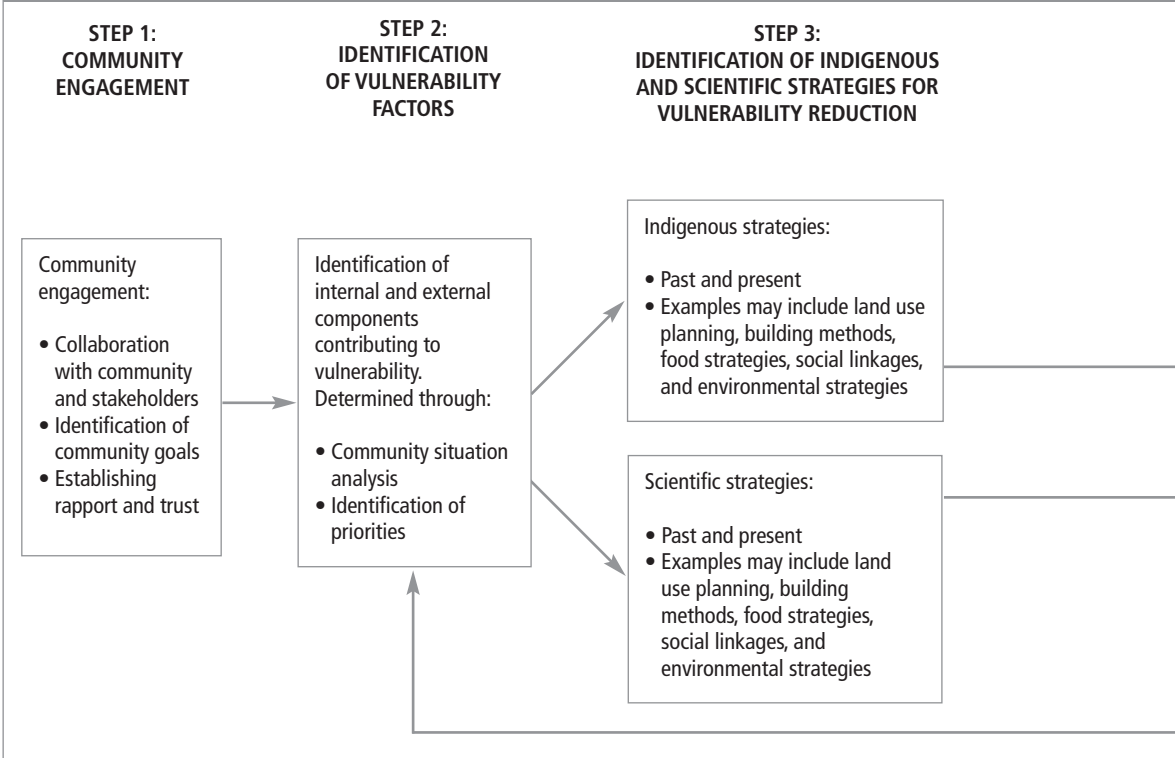 STEP 1:
COMMUNITY
ENGAGEMENT
STEP 2:
IDENTIFICATION
OF VULNERABILITY
FACTORS
STEP 3:
IDENTIFICATION OF INDIGENOUS
AND SCIENTIFIC STRATEGIES FOR
VULNERABILITY REDUCTION
Community
engagement:
• Collaboration
with community
and stakeholders
• Identification of
community goals
• Establishing
rapport and trust
Identification of
internal and external
components
contributing to
vulnerability.
Determined through:
• Community situation
analysis
• Identification of
priorities
Indigenous strategies:
• Past and present
• Examples may include land use
planning, building methods,
food strategies, social linkages,
and environmental strategies
Scientific strategies:
• Past and present
• Examples may include land
use planning, building
methods, food strategies,
social linkages, and
environmental strategies